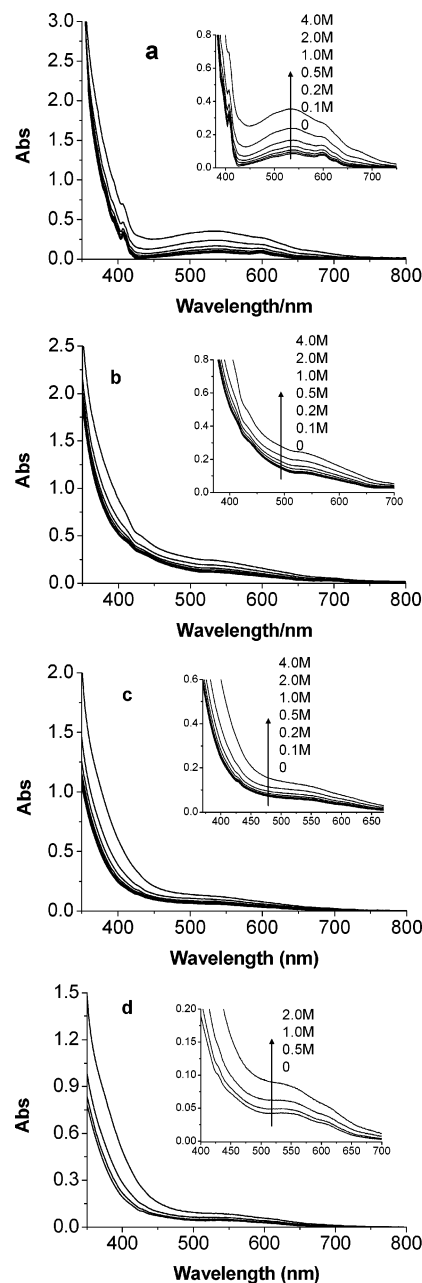 3.0
2.5
2.0
1.5
1.0
0.5
0.0
Abs
a
0.8
0.6
0.4
0.2
0.0
400 500 600 700
4.0M
2.0M
1.0M
0.5M
0.2M
0.1M
0
400 500 600 700 800
Wavelength/nm
2.5
2.0
1.5
1.0
0.5
0.0
Abs
b
0.8
0.6
0.4
0.2
0.0
400 500 600 700
4.0M
2.0M
1.0M
0.5M
0.2M
0.1M
0
400 500 600 700 800
Wavelength/nm
2.0
1.5
1.0
0.5
0.0
Abs
c
0.6
0.4
0.2
0.0
400 450 500 550 600 650
4.0M
2.0M
1.0M
0.5M
0.2M
0.1M
0
400 500 600 700 800
Wavelength (nm)
1.5
1.2
0.9
0.6
0.3
0.0
Abs
d
0.20
0.15
0.10
0.05
0.00
400 450 500 550 600 650 700
2.0M
1.0M
0.5M
0
400 500 600 700 800
Wavelength (nm)